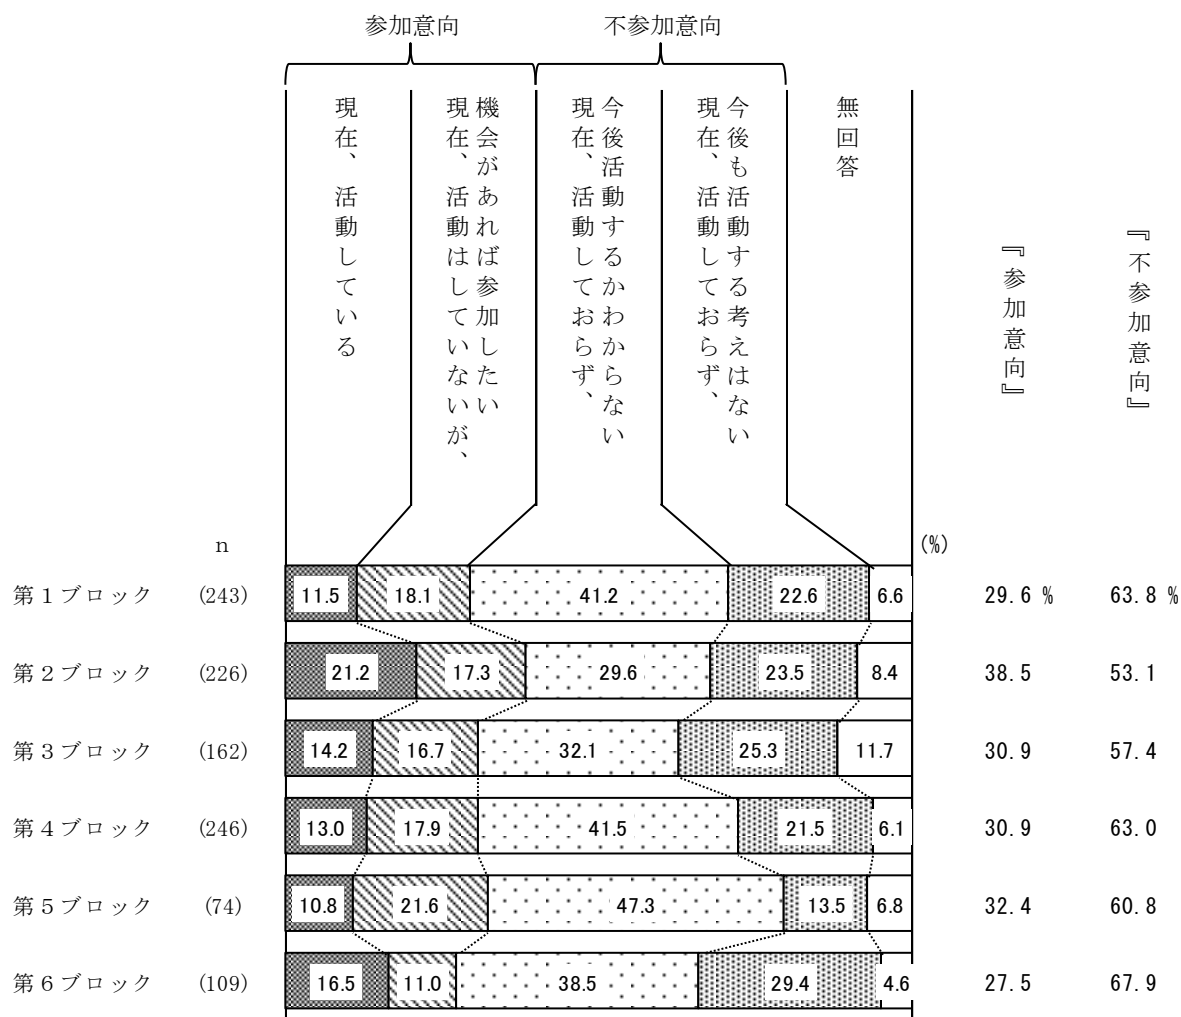 参加意向
不参加意向
現在、活動している
現在、活動はしていないが、
機会があれば参加したい
現在、活動しておらず、
今後活動するかわからない
現在、活動しておらず、
今後も活動する考えはない
無回答
『参加意向』
『不参加意向』
n
(%)
第1ブロック (243) 11.5 18.1 41.2 22.6 6.6 29.6 % 63.8 %
第2ブロック (226) 21.2 17.3 29.6 23.5 8.4 38.5 53.1
第3ブロック (162) 14.2 16.7 32.1 25.3 11.7 30.9 57.4
第4ブロック (246) 13.0 17.9 41.5 21.5 6.1 30.9 63.0
第5ブロック (74) 10.8 21.6 47.3 13.5 6.8 32.4 60.8
第6ブロック (109) 16.5 11.0 38.5 29.4 4.6 27.5 67.9